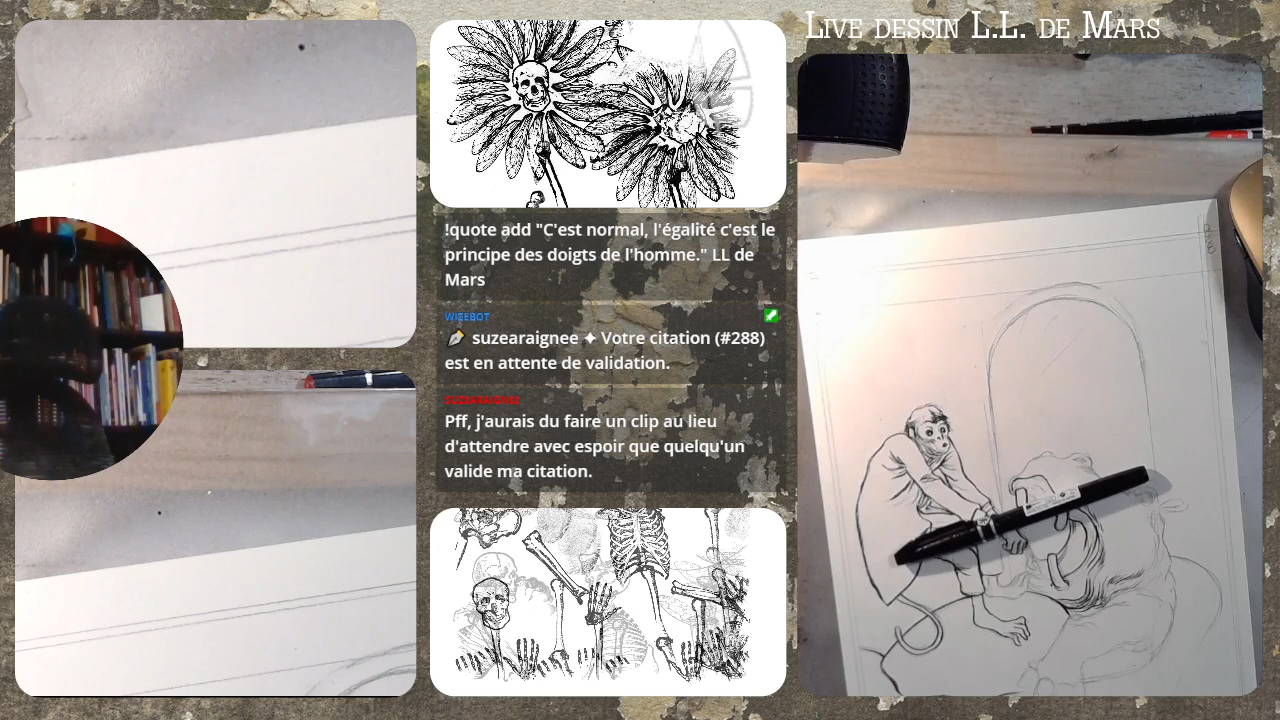 Live dessin L.L. de Mars
!quote add "C'est normal, l'égalité c'est le
principe des doigts de l'homme." LL de
Mars
WIZEBOT
suzearaignee ✦ Votre citation (#288)
est en attente de validation.
SUZEARAIGNEE
Pff, j'aurais du faire un clip au lieu
d'attendre avec espoir que quelqu'un
valide ma citation.